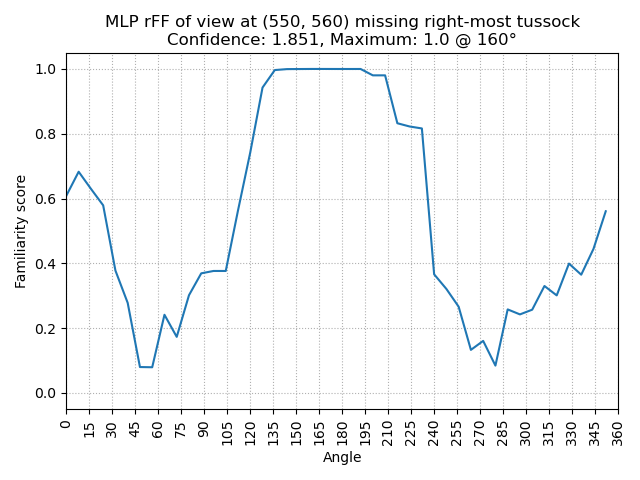 MLP rFF of view at (550, 560) missing right-most tussock
Confidence: 1.851, Maximum: 1.0 @ 160°
1.0
0.8
0.6
0.4
0.2
0.0
Familiarity score
0 15 30 45 60 75 90 105 120 135 150 165 180 195 210 225 240 255 270 285 300 315 330 345 360
Angle